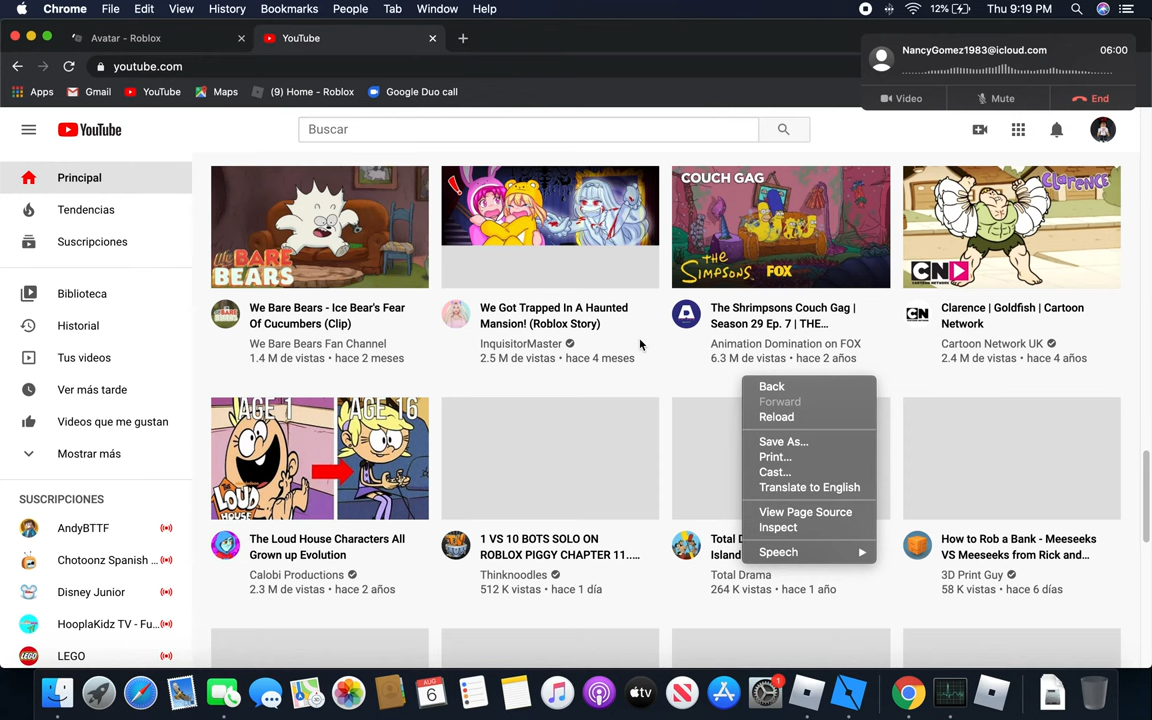 Chrome File Edit View History Bookmarks People Tab Window Help 12% Thu 9:19 PM
Avatar - Roblox YouTube
youtube.com
NancyGomez1983@icloud.com 06:00
Video Mute End
Apps Gmail YouTube Maps (9) Home - Roblox Google Duo call
YouTube Buscar
Principal
Tendencias
Suscripciones
Biblioteca
Historial
Tus videos
Ver más tarde
Videos que me gustan
Mostrar más
SUSCRIPCIONES
AndyBTTF
Chotoonz Spanish ...
Disney Junior
HooplaKidz TV - Fu...
LEGO
WE BARE BEARS
COUCH GAG
THE SIMPSONS FOX
Clarence
CN
We Bare Bears - Ice Bear's Fear
Of Cucumbers (Clip)
We Bare Bears Fan Channel
1.4 M de vistas • hace 2 meses
We Got Trapped In A Haunted
Mansion! (Roblox Story)
InquisitorMaster
2.5 M de vistas • hace 4 meses
The Shrimpsons Couch Gag |
Season 29 Ep. 7 | THE...
Animation Domination on FOX
6.3 M de vistas • hace 2 años
Clarence | Goldfish | Cartoon
Network
Cartoon Network UK
2.4 M de vistas • hace 4 años
AGE 1 AGE 16
THE LOUD HOUSE
The Loud House Characters All
Grown up Evolution
Calobi Productions
2.3 M de vistas • hace 2 años
1 VS 10 BOTS SOLO ON
ROBLOX PIGGY CHAPTER 11....
Thinknoodles
512 K vistas • hace 1 día
Total D
Island
Total Drama
264 K vistas • hace 1 año
How to Rob a Bank - Meeseeks
VS Meeseeks from Rick and...
3D Print Guy
58 K vistas • hace 6 días
Back
Forward
Reload
Save As...
Print...
Cast...
Translate to English
View Page Source
Inspect
Speech
AUG
6
tv
1